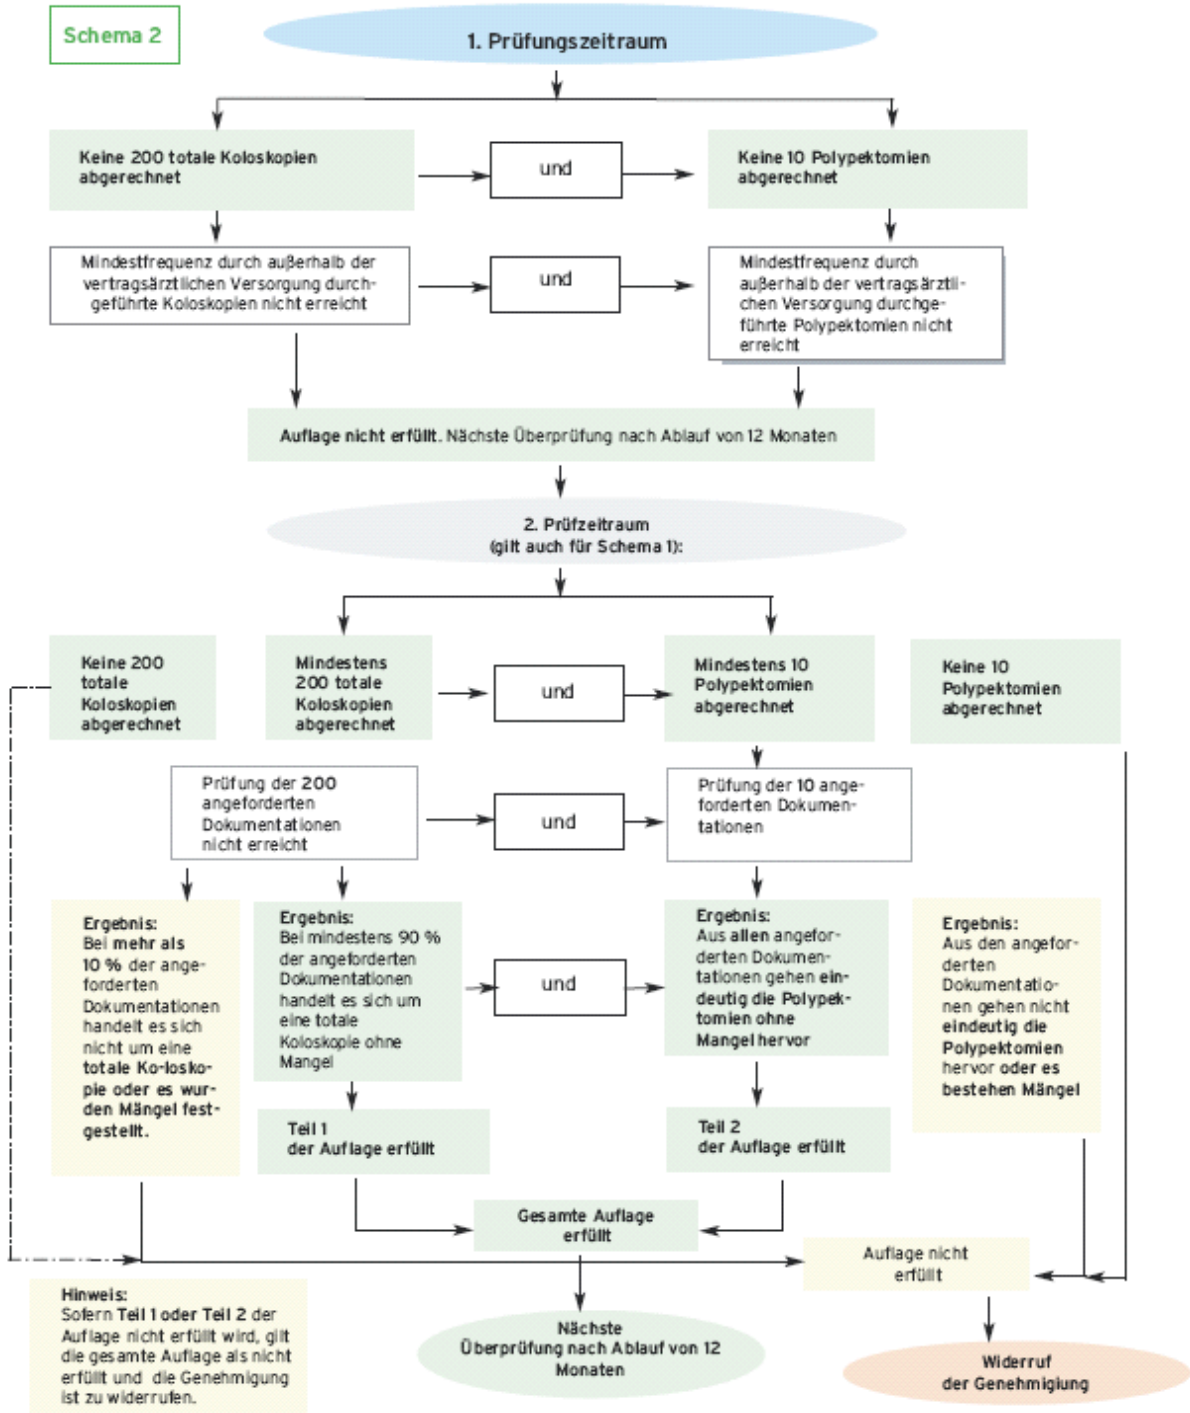 Schema 2
1. Prüfungszeitraum
Keine 200 totale Koloskopien
abgerechnet
und
Keine 10 Polypektomien
abgerechnet
Mindestfrequenz durch außerhalb der
vertragsärztlichen Versorgung durch-
geführte Koloskopien nicht erreicht
und
Mindestfrequenz durch
außerhalb der vertragsärztli-
chen Versorgung durchge-
führte Polypektomien nicht
erreicht
Auflage nicht erfüllt. Nächste Überprüfung nach Ablauf von 12 Monaten
2. Prüfzeitraum
(gilt auch für Schema 1):
Keine 200
totale
Koloskopien
abgerechnet
Mindestens
200 totale
Koloskopien
abgerechnet
und
Mindestens 10
Polypektomien
abgerechnet
Keine 10
Polypektomien
abgerechnet
Prüfung der 200
angeforderten
Dokumentationen
nicht erreicht
und
Prüfung der 10 ange-
forderten Dokumen-
tationen
Ergebnis:
Bei mehr als
10 % der ange-
forderten
Dokumentationen
handelt es sich
nicht um eine
totale Ko-losko-
pie oder es wur-
den Mängel fest-
gestellt.
Ergebnis:
Bei mindestens 90 %
der angeforderten
Dokumentationen
handelt es sich um
eine totale
Koloskopie ohne
Mangel
und
Ergebnis:
Aus allen angefor-
derten Dokumen-
tationen gehen ein-
deutig die Polypek-
tomien ohne
Mangel hervor
Ergebnis:
Aus den angefor-
derten
Dokumentatio-
nen gehen nicht
eindeutig die
Polypektomien
hervor oder es
bestehen Mängel
Teil 1
der Auflage erfüllt
Teil 2
der Auflage erfüllt
Gesamte Auflage
erfüllt
Auflage nicht
erfüllt
Hinweis:
Sofern Teil 1 oder Teil 2 der
Auflage nicht erfüllt wird, gilt
die gesamte Auflage als nicht
erfüllt und die Genehmigung
ist zu widerrufen.
Nächste
Überprüfung nach Ablauf von 12
Monaten
Widerruf
der Genehmigiung